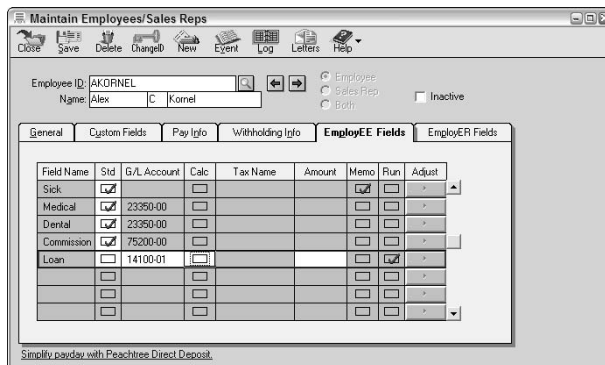 Maintain Employees/Sales Reps
Close Save Delete ChangeID New Event Log Letters Help
Employee ID: AKORNEL
Name: Alex C Kornel
Employee
Sales Rep
Both
Inactive
General Custom Fields Pay Info Withholding Info EmployEE Fields EmployER Fields
Field Name Std G/L Account Calc Tax Name Amount Memo Run Adjust
Sick
Medical 23350-00
Dental 23350-00
Commission 75200-00
Loan 14100-01
Simplify payday with Peachtree Direct Deposit.